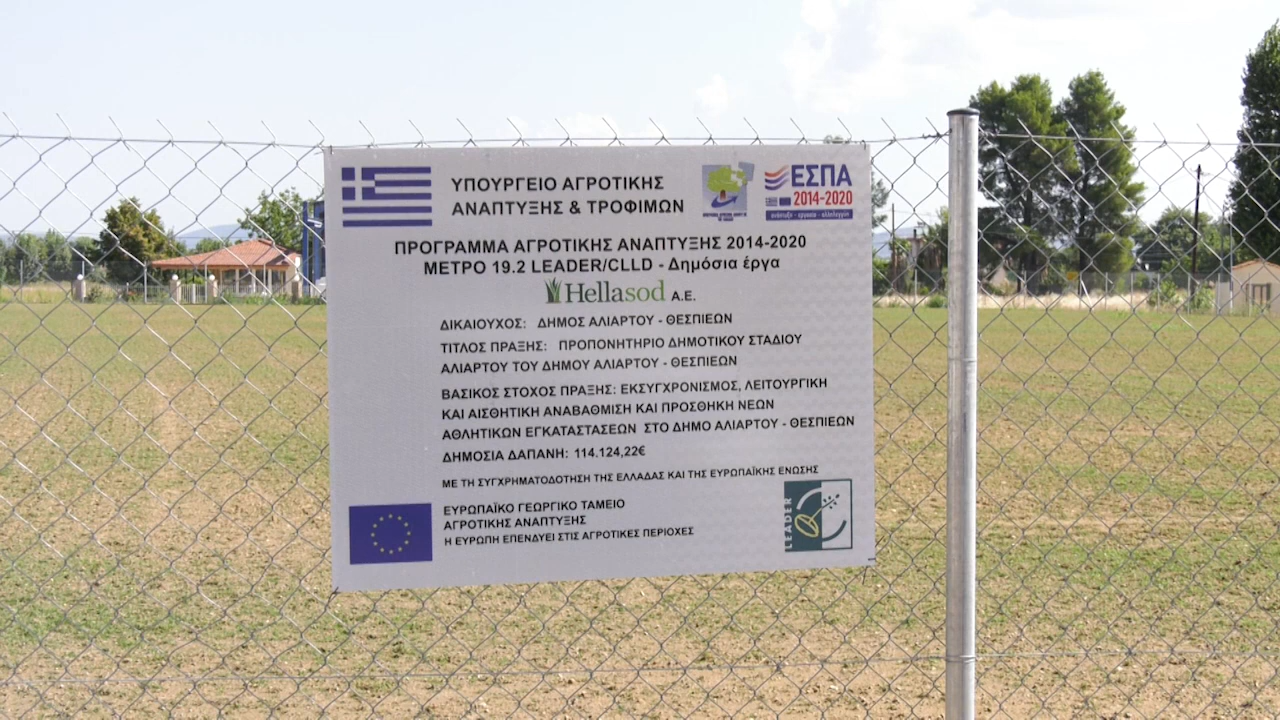 ΥΠΟΥΡΓΕΙΟ ΑΓΡΟΤΙΚΗΣ
ΑΝΑΠΤΥΞΗΣ & ΤΡΟΦΙΜΩΝ
ΕΣΠΑ
2014-2020
ανάπτυξη - εργασία - αλληλεγγύη
ΠΡΟΓΡΑΜΜΑ ΑΓΡΟΤΙΚΗΣ ΑΝΑΠΤΥΞΗΣ 2014-2020
ΜΕΤΡΟ 19.2 LEADER/CLLD - Δημόσια έργα
Hellasod Α.Ε.
ΔΙΚΑΙΟΥΧΟΣ: ΔΗΜΟΣ ΑΛΙΑΡΤΟΥ - ΘΕΣΠΙΕΩΝ
ΤΙΤΛΟΣ ΠΡΑΞΗΣ: ΠΡΟΠΟΝΗΤΗΡΙΟ ΔΗΜΟΤΙΚΟΥ ΣΤΑΔΙΟΥ
ΑΛΙΑΡΤΟΥ ΤΟΥ ΔΗΜΟΥ ΑΛΙΑΡΤΟΥ - ΘΕΣΠΙΕΩΝ
ΒΑΣΙΚΟΣ ΣΤΟΧΟΣ ΠΡΑΞΗΣ: ΕΚΣΥΓΧΡΟΝΙΣΜΟΣ, ΛΕΙΤΟΥΡΓΙΚΗ
ΚΑΙ ΑΙΣΘΗΤΙΚΗ ΑΝΑΒΑΘΜΙΣΗ ΚΑΙ ΠΡΟΣΘΗΚΗ ΝΕΩΝ
ΑΘΛΗΤΙΚΩΝ ΕΓΚΑΤΑΣΤΑΣΕΩΝ ΣΤΟ ΔΗΜΟ ΑΛΙΑΡΤΟΥ - ΘΕΣΠΙΕΩΝ
ΔΗΜΟΣΙΑ ΔΑΠΑΝΗ: 114.124,22€
ΜΕ ΤΗ ΣΥΓΧΡΗΜΑΤΟΔΟΤΗΣΗ ΤΗΣ ΕΛΛΑΔΑΣ ΚΑΙ ΤΗΣ ΕΥΡΩΠΑΪΚΗΣ ΕΝΩΣΗΣ
ΕΥΡΩΠΑΪΚΟ ΓΕΩΡΓΙΚΟ ΤΑΜΕΙΟ
ΑΓΡΟΤΙΚΗΣ ΑΝΑΠΤΥΞΗΣ
Η ΕΥΡΩΠΗ ΕΠΕΝΔΥΕΙ ΣΤΙΣ ΑΓΡΟΤΙΚΕΣ ΠΕΡΙΟΧΕΣ
LEADER